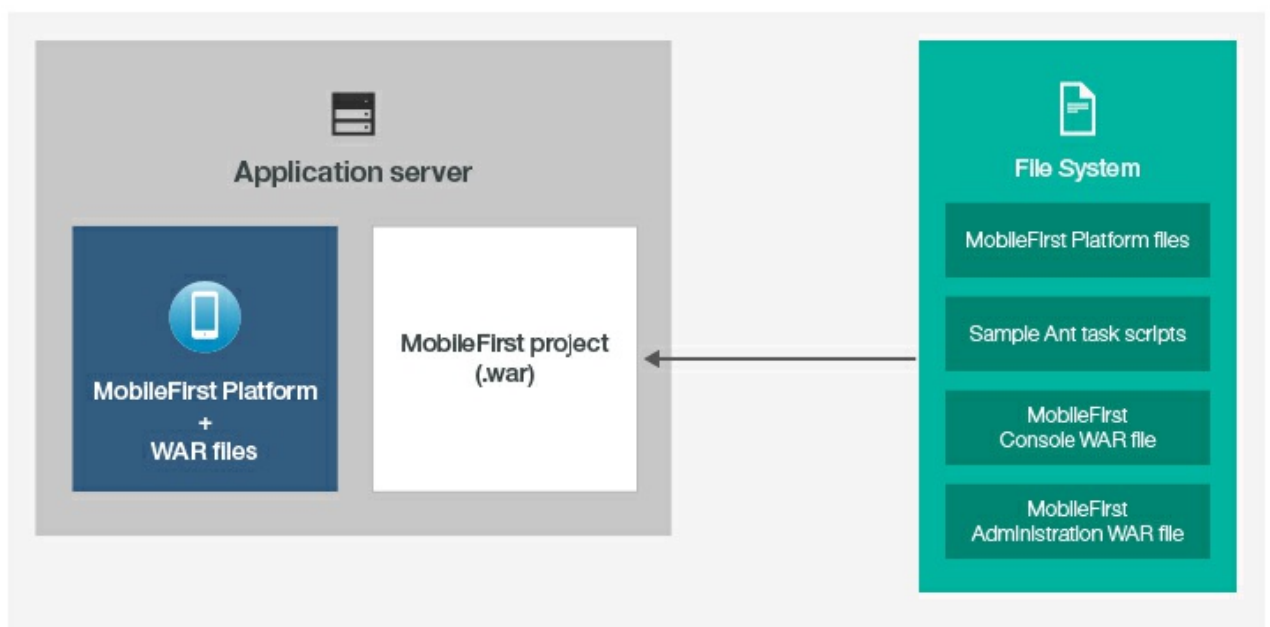 Application server
MobileFirst Platform
+
WAR files
MobileFirst project
(.war)
File System
MobileFirst Platform files
Sample Ant task scripts
MobileFirst
Console WAR file
MobileFirst
Administration WAR file